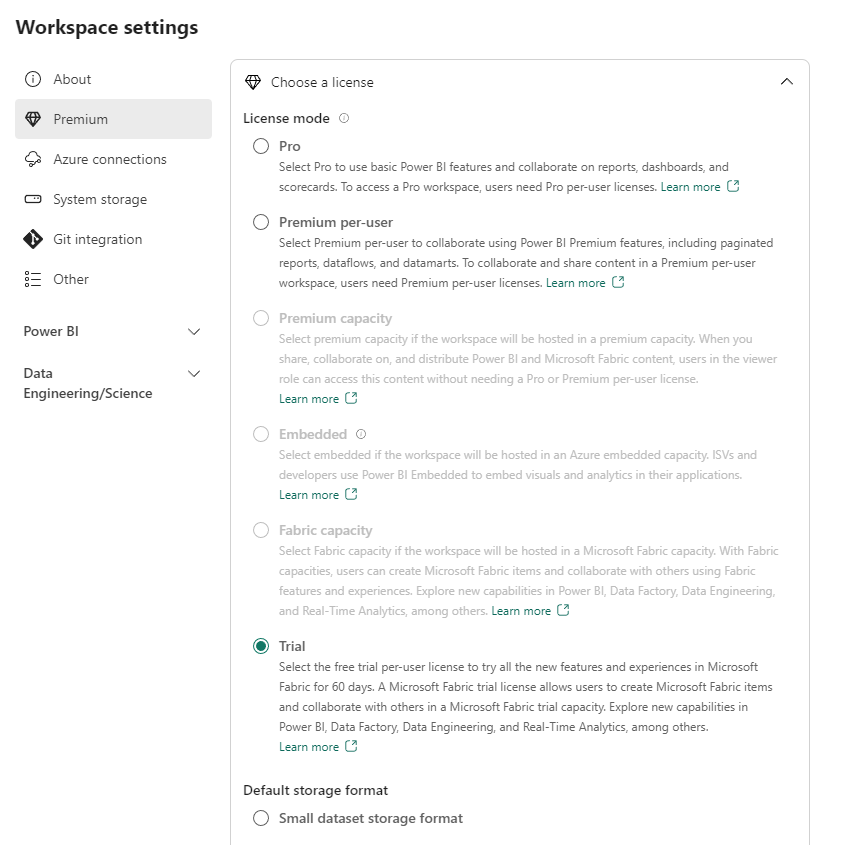 Workspace settings
About
Premium
Azure connections
System storage
Git integration
Other
Power BI
Data
Engineering/Science
Choose a license
License mode
Pro
Select Pro to use basic Power BI features and collaborate on reports, dashboards, and
scorecards. To access a Pro workspace, users need Pro per-user licenses. Learn more
Premium per-user
Select Premium per-user to collaborate using Power BI Premium features, including paginated
reports, dataflows, and datamarts. To collaborate and share content in a Premium per-user
workspace, users need Premium per-user licenses. Learn more
Premium capacity
Select premium capacity if the workspace will be hosted in a premium capacity. When you
share, collaborate on, and distribute Power BI and Microsoft Fabric content, users in the viewer
role can access this content without needing a Pro or Premium per-user license.
Learn more
Embedded
Select embedded if the workspace will be hosted in an Azure embedded capacity. ISVs and
developers use Power BI Embedded to embed visuals and analytics in their applications.
Learn more
Fabric capacity
Select Fabric capacity if the workspace will be hosted in a Microsoft Fabric capacity. With Fabric
capacities, users can create Microsoft Fabric items and collaborate with others using Fabric
features and experiences. Explore new capabilities in Power BI, Data Factory, Data Engineering,
and Real-Time Analytics, among others. Learn more
Trial
Select the free trial per-user license to try all the new features and experiences in Microsoft
Fabric for 60 days. A Microsoft Fabric trial license allows users to create Microsoft Fabric items
and collaborate with others in a Microsoft Fabric trial capacity. Explore new capabilities in
Power BI, Data Factory, Data Engineering, and Real-Time Analytics, among others.
Learn more
Default storage format
Small dataset storage format